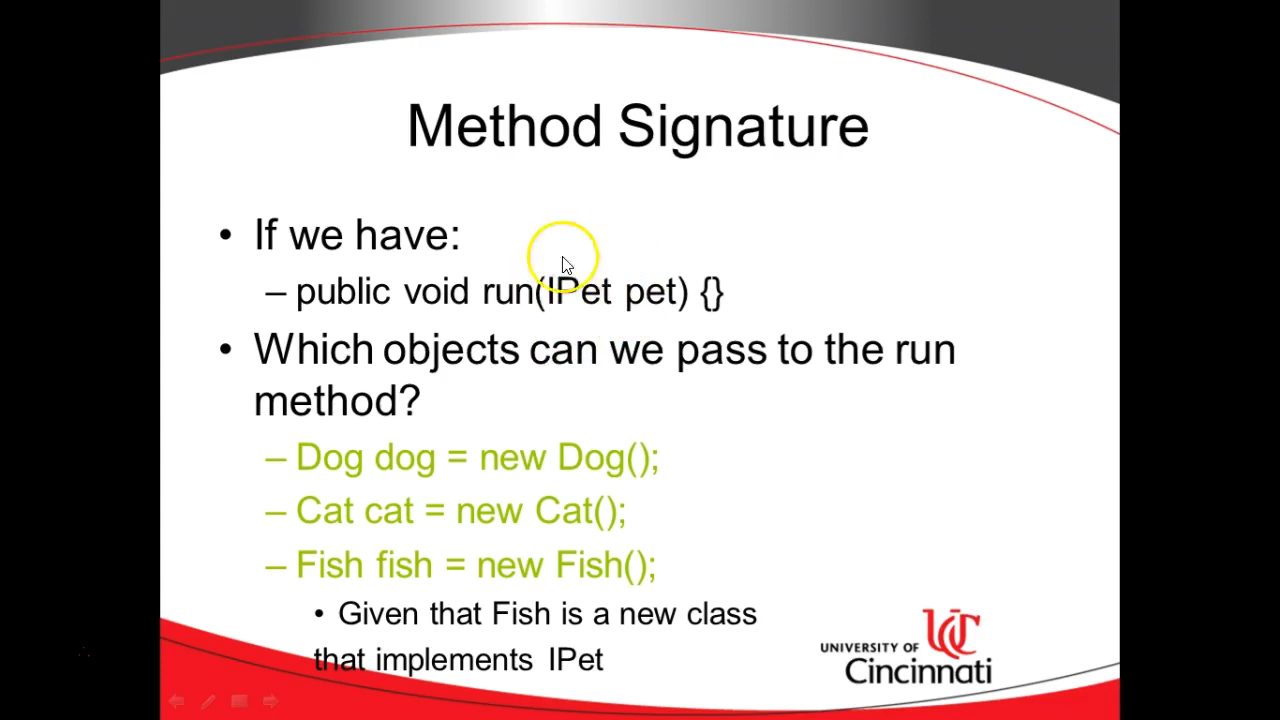 Method Signature
• If we have:
– public void run(IPet pet) {}
• Which objects can we pass to the run
method?
– Dog dog = new Dog();
– Cat cat = new Cat();
– Fish fish = new Fish();
• Given that Fish is a new class
that implements IPet
UC
UNIVERSITY OF
Cincinnati